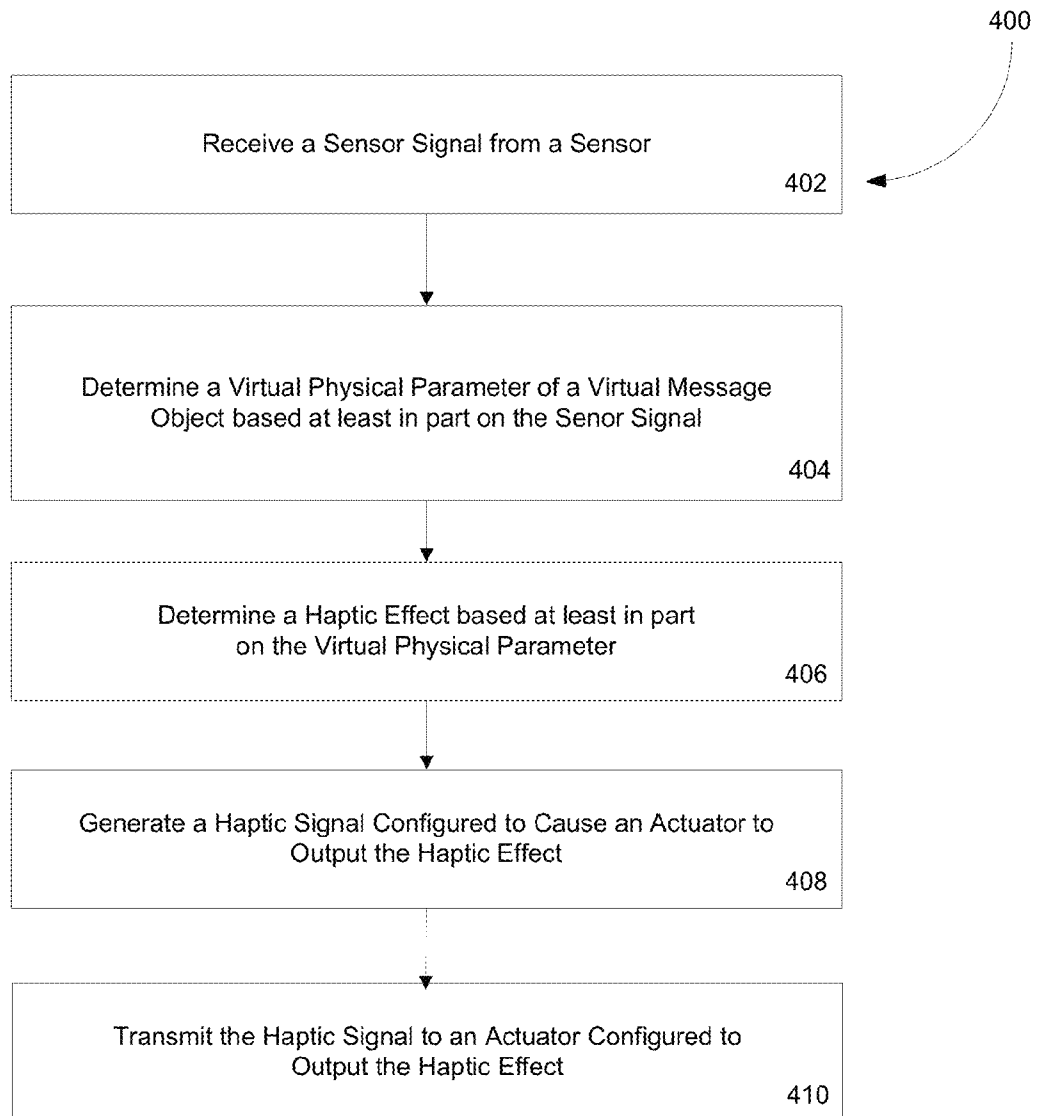 400
Receive a Sensor Signal from a Sensor
402
Determine a Virtual Physical Parameter of a Virtual Message
Object based at least in part on the Senor Signal
404
Determine a Haptic Effect based at least in part
on the Virtual Physical Parameter
406
Generate a Haptic Signal Configured to Cause an Actuator to
Output the Haptic Effect
408
Transmit the Haptic Signal to an Actuator Configured to
Output the Haptic Effect
410